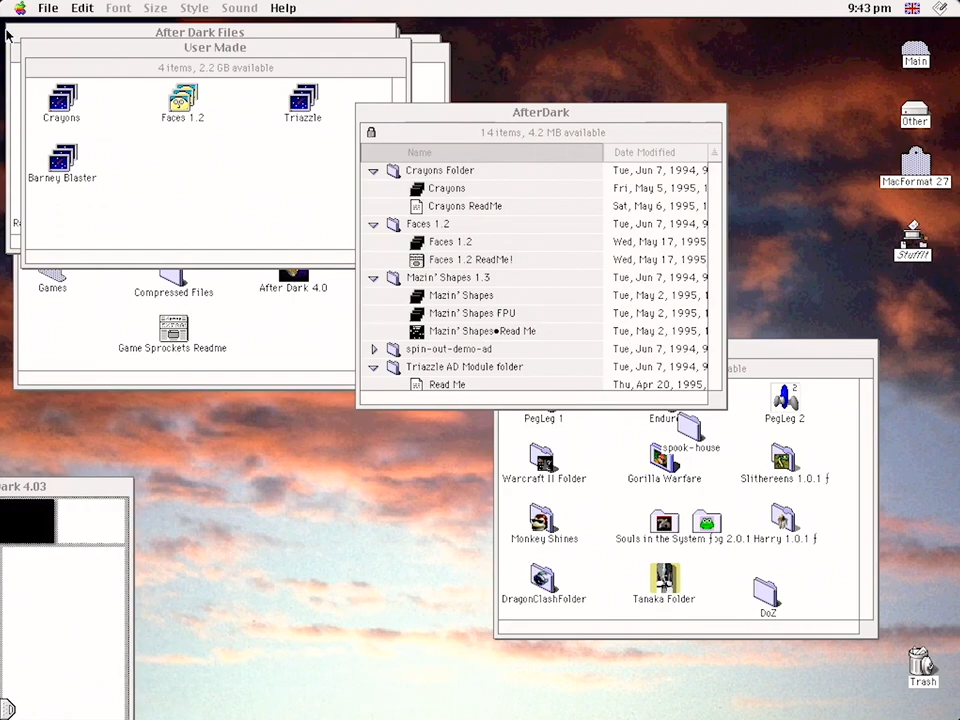 File Edit Font Size Style Sound Help 9:43 pm
After Dark Files
User Made
4 items, 2.2 GB available
Crayons
Faces 1.2
Triazzle
Barney Blaster
Games
Compressed Files
After Dark 4.0
Game Sprockets Readme
AfterDark
14 items, 4.2 MB available
Name Date Modified
Crayons Folder Tue, Jun 7, 1994, 9
Crayons Fri, May 5, 1995, 1
Crayons ReadMe Sat, May 6, 1995, 1
Faces 1.2 Tue, Jun 7, 1994, 9
Faces 1.2 Wed, May 17, 1995
Faces 1.2 ReadMe! Wed, May 17, 1995
Mazin' Shapes 1.3 Tue, Jun 7, 1994, 9
Mazin' Shapes Tue, May 2, 1995, 1
Mazin' Shapes FPU Tue, May 2, 1995, 1
Mazin' Shapes•Read Me Tue, May 2, 1995, 1
spin-out-demo-ad Tue, Jun 7, 1994, 9
Triazzle AD Module folder Tue, Jun 7, 1994, 9
Read Me Thu, Apr 20, 1995,
able
PegLeg 1
Endur
PegLeg 2
spook-house
Warcraft II Folder
Gorilla Warfare
Slithereens 1.0.1 ƒ
Monkey Shines
Souls in the System
og 2.0.1
Harry 1.0.1 ƒ
DragonClashFolder
Tanaka Folder
DoZ
Dark 4.03
Main
Other
MacFormat 27
StuffIt
Trash